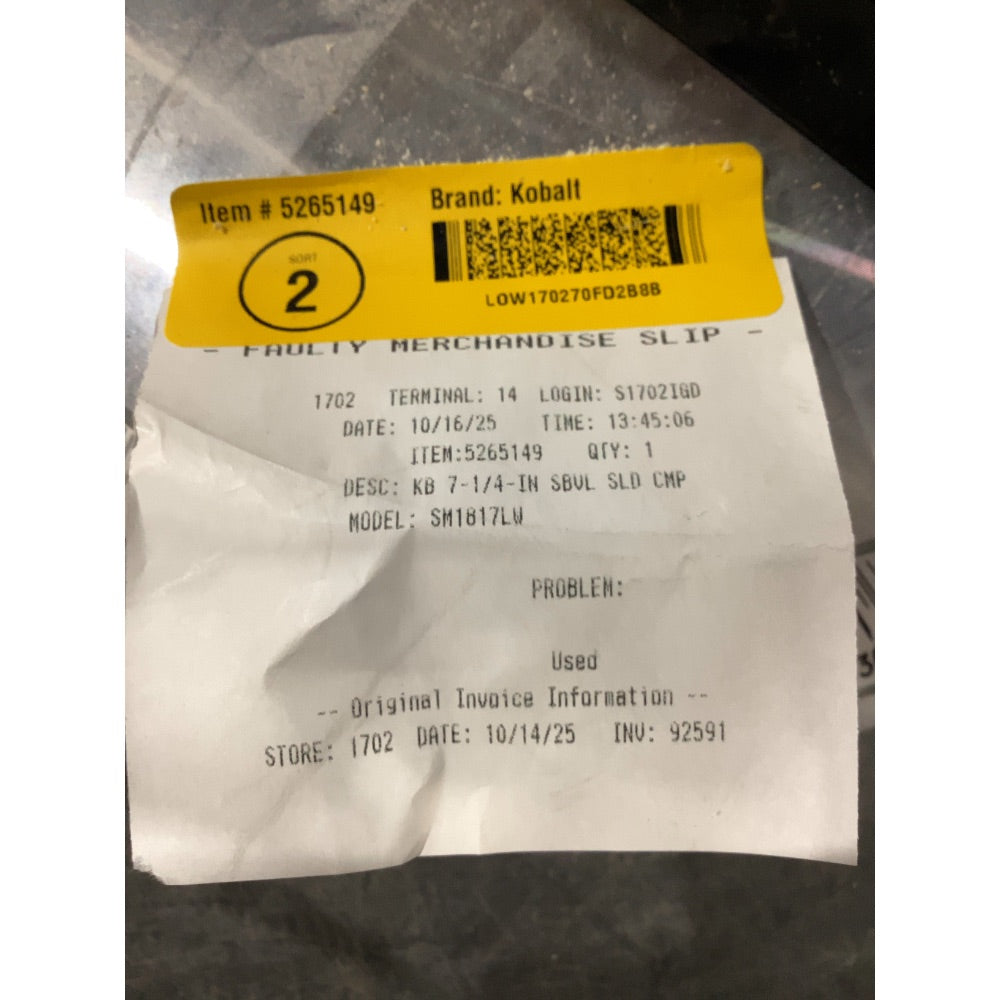 Item # 5265149 Brand: Kobalt
SORT
2
LOW170270FD2B8B
- FAULTY MERCHANDISE SLIP -
1702 TERMINAL: 14 LOGIN: S1702IGD
DATE: 10/16/25 TIME: 13:45:06
ITEM:5265149 QTY: 1
DESC: KB 7-1/4-IN SBVL SLD CMP
MODEL: SM1817LW
PROBLEM:
Used
-- Original Invoice Information --
STORE: 1702 DATE: 10/14/25 INV: 92591